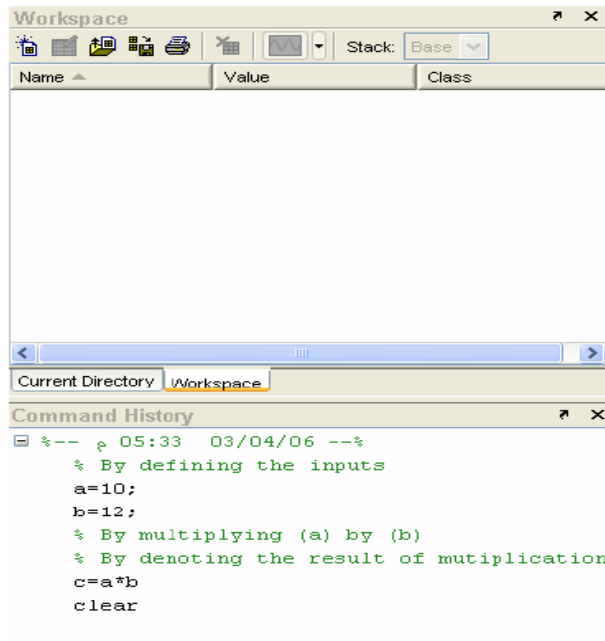 Workspace
Stack: Base
Name Value Class
Current Directory Workspace
Command History
%-- م 05:33 03/04/06 --%
% By defining the inputs
a=10;
b=12;
% By multiplying (a) by (b)
% By denoting the result of mutiplication
c=a*b
clear